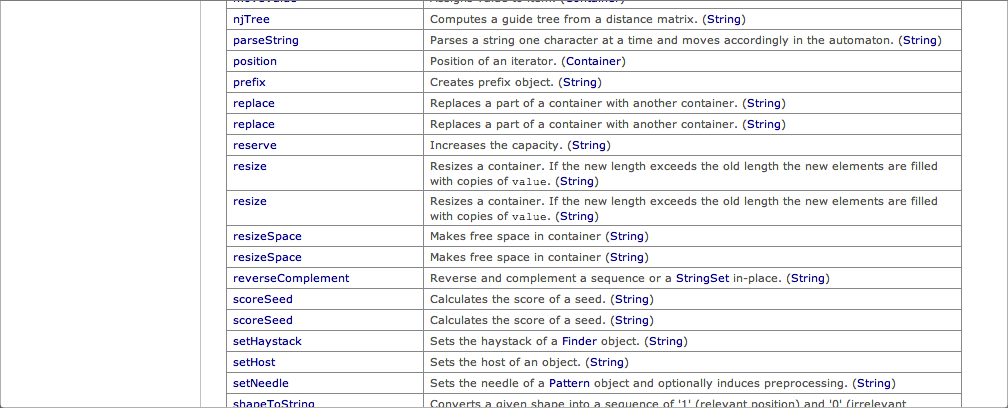 njTree Computes a guide tree from a distance matrix. (String)
parseString Parses a string one character at a time and moves accordingly in the automaton. (String)
position Position of an iterator. (Container)
prefix Creates prefix object. (String)
replace Replaces a part of a container with another container. (String)
replace Replaces a part of a container with another container. (String)
reserve Increases the capacity. (String)
resize Resizes a container. If the new length exceeds the old length the new elements are filled
with copies of value. (String)
resize Resizes a container. If the new length exceeds the old length the new elements are filled
with copies of value. (String)
resizeSpace Makes free space in container (String)
resizeSpace Makes free space in container (String)
reverseComplement Reverse and complement a sequence or a StringSet in-place. (String)
scoreSeed Calculates the score of a seed. (String)
scoreSeed Calculates the score of a seed. (String)
setHaystack Sets the haystack of a Finder object. (String)
setHost Sets the host of an object. (String)
setNeedle Sets the needle of a Pattern object and optionally induces preprocessing. (String)
shapeToString Converts a given shape into a sequence of '1' (relevant position) and '0' (irrelevant